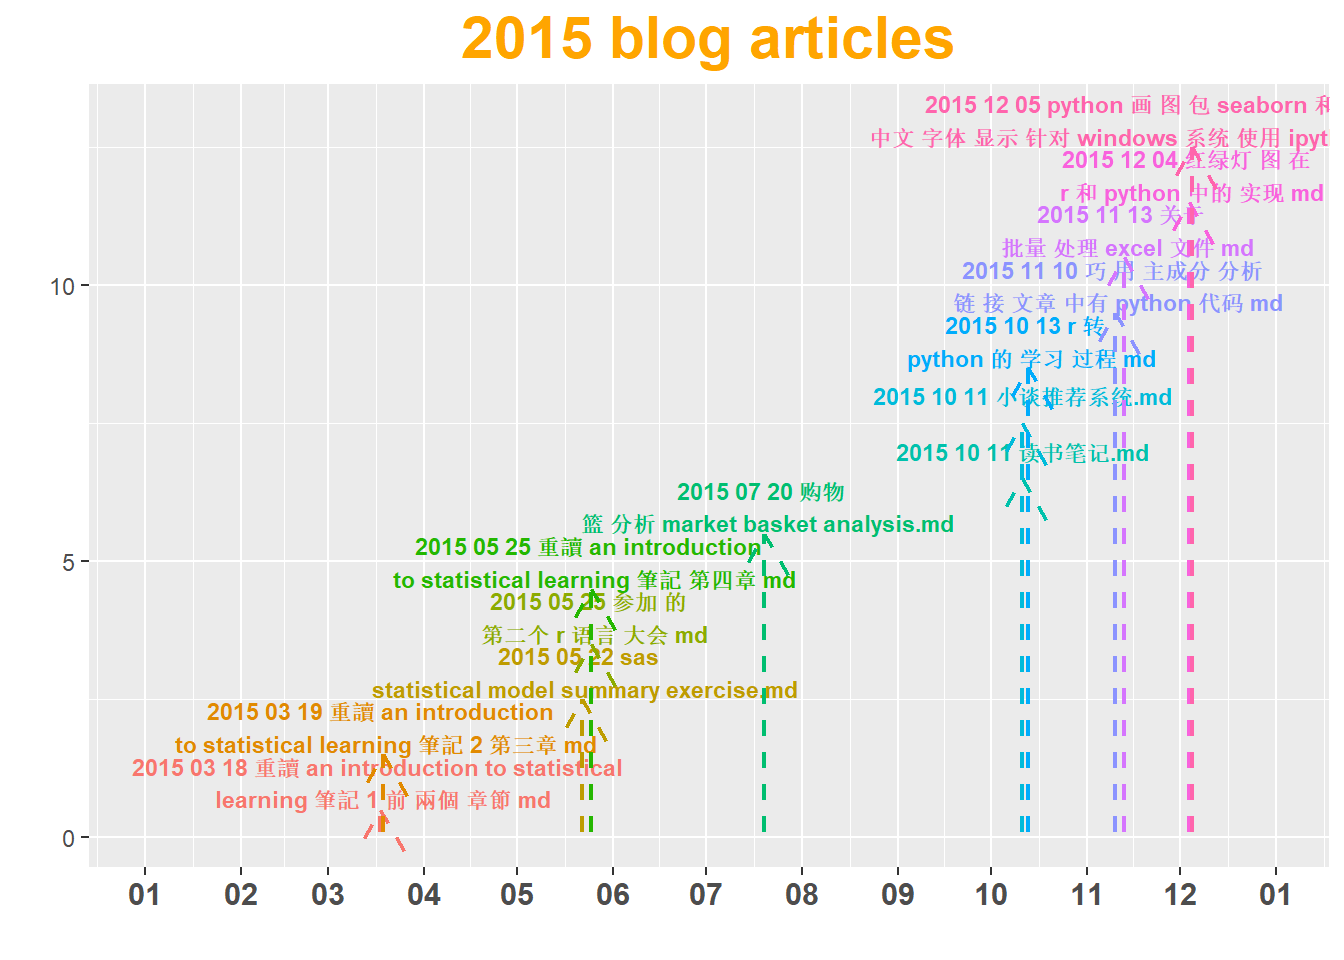 2015 blog articles
2015 12 05 python 画 图 包 seaborn 和
中文 字体 显示 针对 windows 系统 使用 ipyt
2015 12 04 红绿灯 图 在
r 和 python 中的 实现 md
2015 11 13 关于
批量 处理 excel 文件 md
2015 11 10 巧 用 主成分 分析
链 接 文章 中有 python 代码 md
2015 10 13 r 转
python 的 学习 过程 md
2015 10 11 小谈推荐系统.md
2015 10 11 读书笔记.md
2015 07 20 购物
篮 分析 market basket analysis.md
2015 05 25 重讀 an introduction
to statistical learning 筆記 第四章 md
2015 05 25 参加 的
第二个 r 语言 大会 md
2015 05 22 sas
statistical model summary exercise.md
2015 03 19 重讀 an introduction
to statistical learning 筆記 2 第三章 md
2015 03 18 重讀 an introduction to statistical
learning 筆記 1 前 兩個 章節 md
10
5
0
01 02 03 04 05 06 07 08 09 10 11 12 01